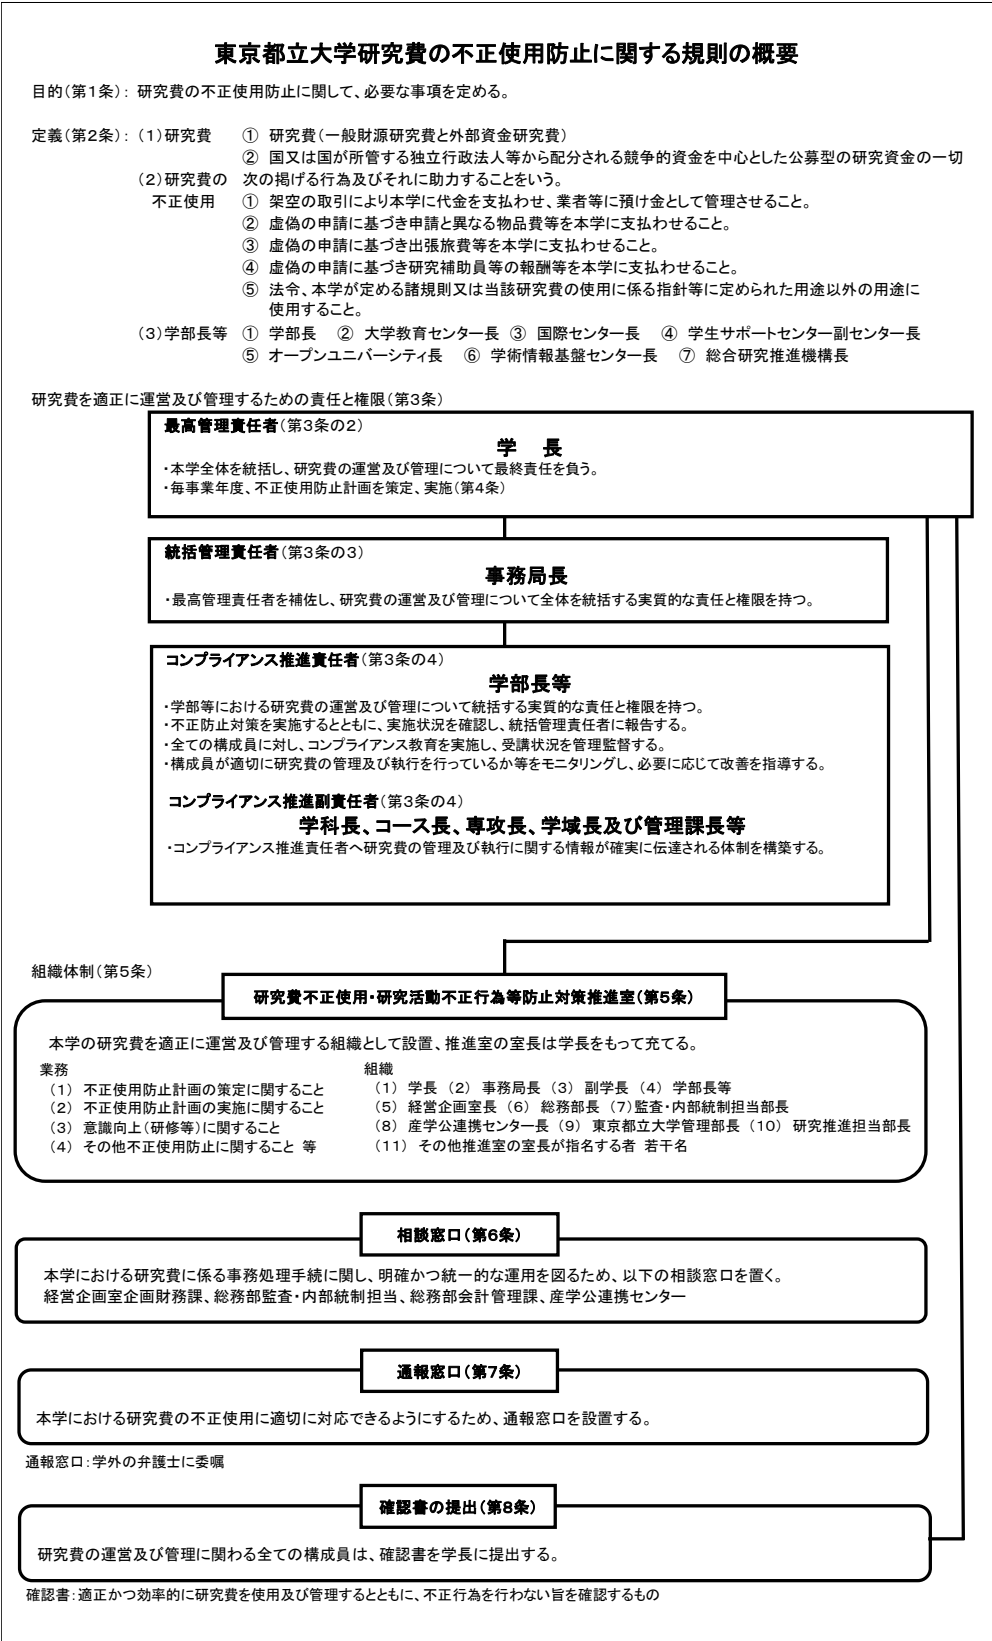 東京都立大学研究費の不正使用防止に関する規則の概要
目的(第1条): 研究費の不正使用防止に関して、必要な事項を定める。
定義(第2条): (1)研究費 ① 研究費(一般財源研究費と外部資金研究費)
② 国又は国が所管する独立行政法人等から配分される競争的資金を中心とした公募型の研究資金の一切
(2)研究費の 次の掲げる行為及びそれに助力することをいう。
不正使用 ① 架空の取引により本学に代金を支払わせ、業者等に預け金として管理させること。
② 虚偽の申請に基づき申請と異なる物品費等を本学に支払わせること。
③ 虚偽の申請に基づき出張旅費等を本学に支払わせること。
④ 虚偽の申請に基づき研究補助員等の報酬等を本学に支払わせること。
⑤ 法令、本学が定める諸規則又は当該研究費の使用に係る指針等に定められた用途以外の用途に
使用すること。
(3)学部長等 ① 学部長 ② 大学教育センター長 ③ 国際センター長 ④ 学生サポートセンター副センター長
⑤ オープンユニバーシティ長 ⑥ 学術情報基盤センター長 ⑦ 総合研究推進機構長
研究費を適正に運営及び管理するための責任と権限(第3条)
最高管理責任者(第3条の2)
学 長
・本学全体を統括し、研究費の運営及び管理について最終責任を負う。
・毎事業年度、不正使用防止計画を策定、実施(第4条)
統括管理責任者(第3条の3)
事務局長
・最高管理責任者を補佐し、研究費の運営及び管理について全体を統括する実質的な責任と権限を持つ。
コンプライアンス推進責任者(第3条の4)
学部長等
・学部等における研究費の運営及び管理について統括する実質的な責任と権限を持つ。
・不正防止対策を実施するとともに、実施状況を確認し、統括管理責任者に報告する。
・全ての構成員に対し、コンプライアンス教育を実施し、受講状況を管理監督する。
・構成員が適切に研究費の管理及び執行を行っているか等をモニタリングし、必要に応じて改善を指導する。
コンプライアンス推進副責任者(第3条の4)
学科長、コース長、専攻長、学域長及び管理課長等
・コンプライアンス推進責任者へ研究費の管理及び執行に関する情報が確実に伝達される体制を構築する。
組織体制(第5条)
研究費不正使用・研究活動不正行為等防止対策推進室(第5条)
本学の研究費を適正に運営及び管理する組織として設置、推進室の室長は学長をもって充てる。
業務 組織
(1) 不正使用防止計画の策定に関すること (1) 学長 (2) 事務局長 (3) 副学長 (4) 学部長等
(2) 不正使用防止計画の実施に関すること (5) 経営企画室長 (6) 総務部長 (7)監査・内部統制担当部長
(3) 意識向上(研修等)に関すること (8) 産学公連携センター長 (9) 東京都立大学管理部長 (10) 研究推進担当部長
(4) その他不正使用防止に関すること 等 (11) その他推進室の室長が指名する者 若干名
相談窓口(第6条)
本学における研究費に係る事務処理手続に関し、明確かつ統一的な運用を図るため、以下の相談窓口を置く。
経営企画室企画財務課、総務部監査・内部統制担当、総務部会計管理課、産学公連携センター
通報窓口(第7条)
本学における研究費の不正使用に適切に対応できるようにするため、通報窓口を設置する。
通報窓口:学外の弁護士に委嘱
確認書の提出(第8条)
研究費の運営及び管理に関わる全ての構成員は、確認書を学長に提出する。
確認書:適正かつ効率的に研究費を使用及び管理するとともに、不正行為を行わない旨を確認するもの